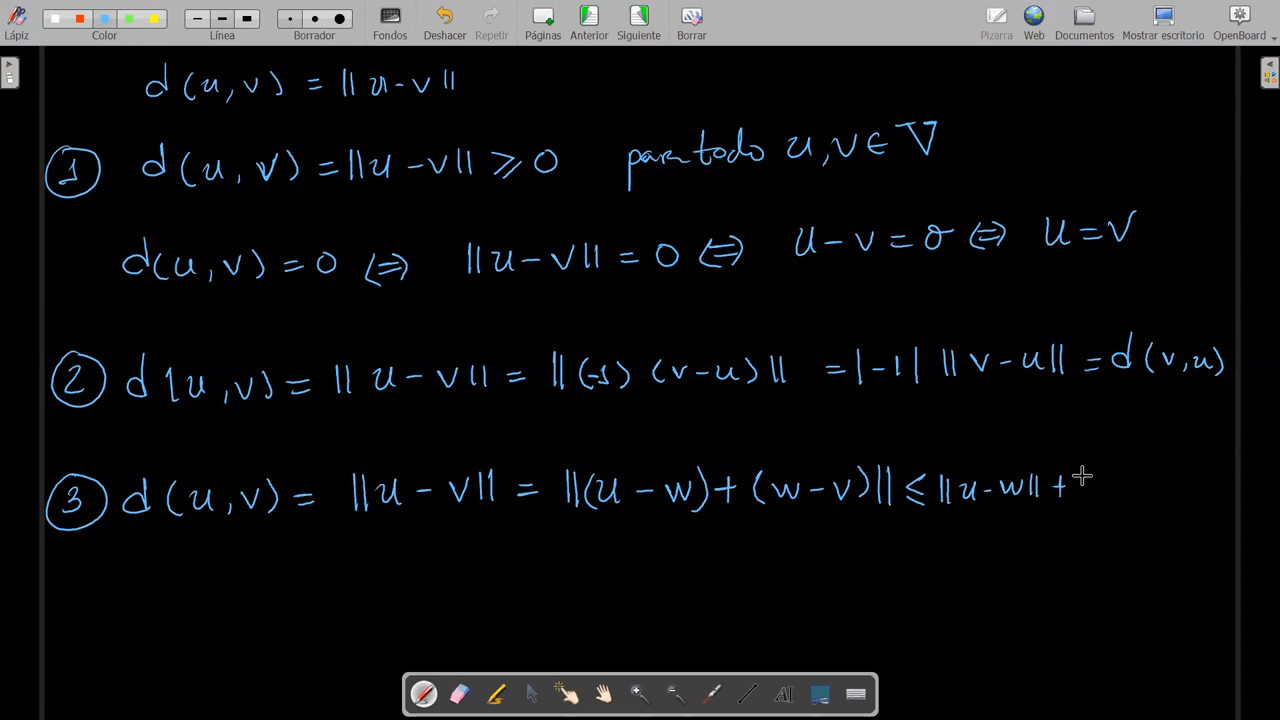 Lápiz Color Línea Borrador Fondos Deshacer Repetir Páginas Anterior Siguiente Borrar Pizarra Web Documentos Mostrar escritorio OpenBoard
d(u,v) = ||u-v||
① d(u,v) = ||u-v|| ⩾ 0 para todo u,v ∈ V
d(u,v) = 0 ⇔ ||u-v|| = 0 ⇔ u-v = 0 ⇔ u = v
② d(u,v) = ||u-v|| = ||(-1)(v-u)|| = |-1| ||v-u|| = d(v,u)
③ d(u,v) = ||u-v|| = ||(u-w)+(w-v)|| ≤ ||u-w|| +
AI